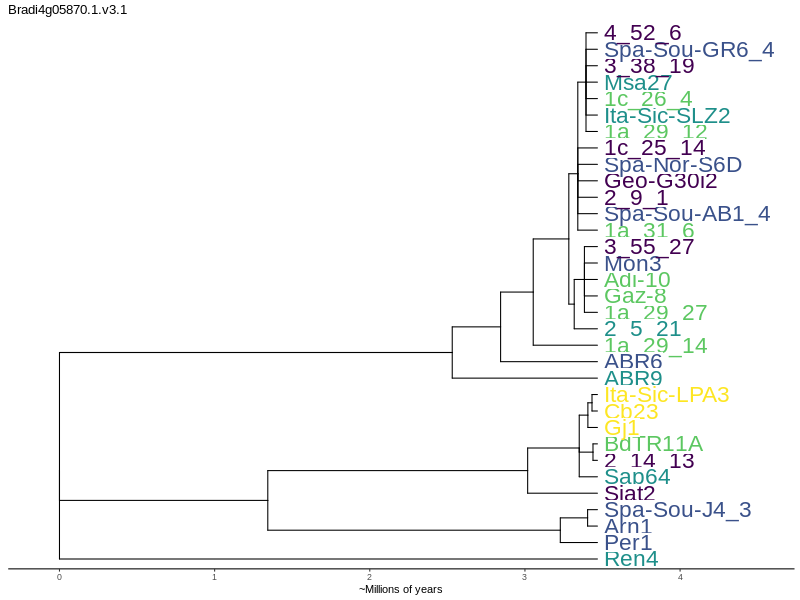 Bradi4g05870.1.v3.1
4_52_6
Spa-Sou-GR6_4
3_38_19
Msa27
1c_26_4
Ita-Sic-SLZ2
1a_29_12
1c_25_14
Spa-Nor-S6D
Geo-G30i2
2_9_1
Spa-Sou-AB1_4
1a_31_6
3_55_27
Mon3
Adi-10
Gaz-8
1a_29_27
2_5_21
1a_29_14
ABR6
ABR9
Ita-Sic-LPA3
Cb23
Gj1
BdTR11A
2_14_13
Sap64
Siat2
Spa-Sou-J4_3
Arn1
Per1
Ren4
0 1 2 3 4
~Millions of years